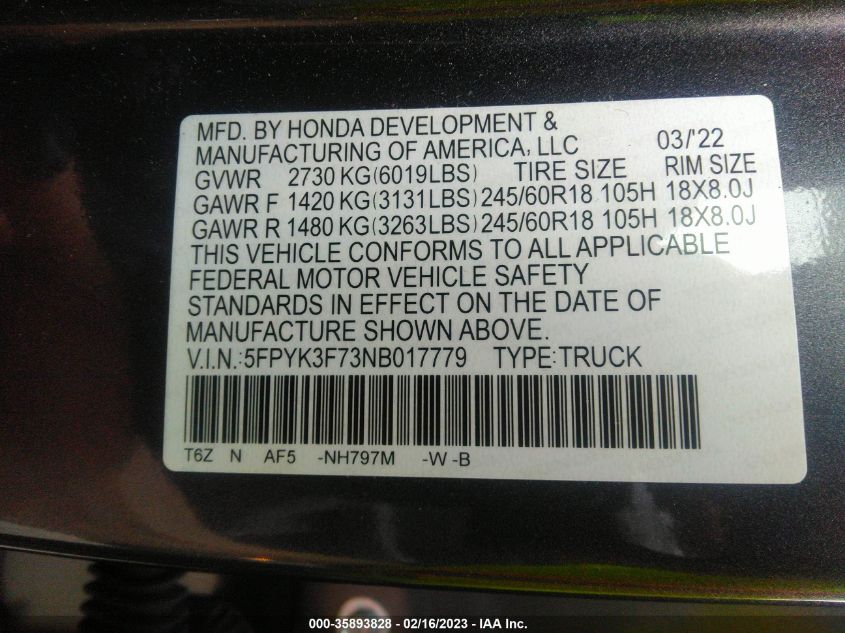 MFD. BY HONDA DEVELOPMENT &
MANUFACTURING OF AMERICA, LLC 03/'22
GVWR 2730 KG(6019LBS) TIRE SIZE RIM SIZE
GAWR F 1420 KG(3131LBS) 245/60R18 105H 18X8.0J
GAWR R 1480 KG(3263LBS) 245/60R18 105H 18X8.0J
THIS VEHICLE CONFORMS TO ALL APPLICABLE
FEDERAL MOTOR VEHICLE SAFETY
STANDARDS IN EFFECT ON THE DATE OF
MANUFACTURE SHOWN ABOVE.
V.I.N.:5FPYK3F73NB017779 TYPE:TRUCK
T6Z N AF5 -NH797M -W -B
000-35893828 - 02/16/2023 - IAA Inc.